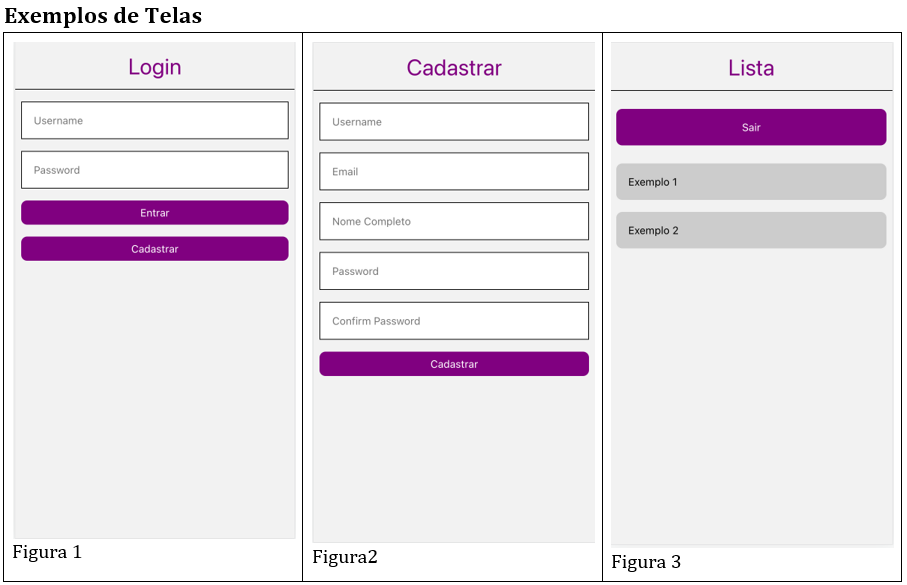 Exemplos de Telas
Login
Username
Password
Entrar
Cadastrar
Figura 1
Cadastrar
Username
Email
Nome Completo
Password
Confirm Password
Cadastrar
Figura2
Lista
Sair
Exemplo 1
Exemplo 2
Figura 3